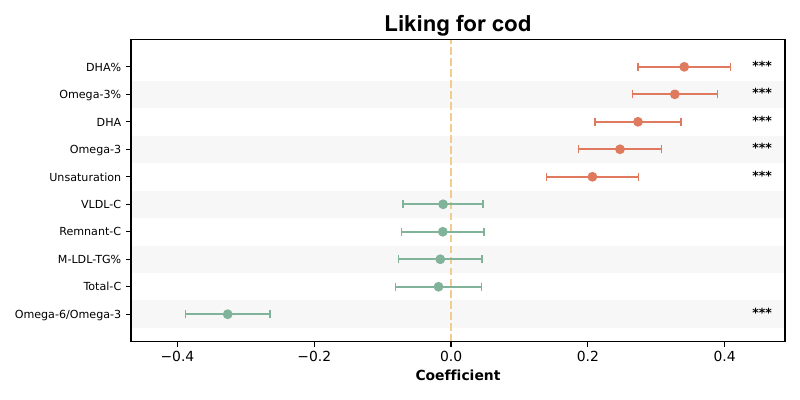 Liking for cod
DHA% ***
Omega-3% ***
DHA ***
Omega-3 ***
Unsaturation ***
VLDL-C
Remnant-C
M-LDL-TG%
Total-C
Omega-6/Omega-3 ***
−0.4 −0.2 0.0 0.2 0.4
Coefficient